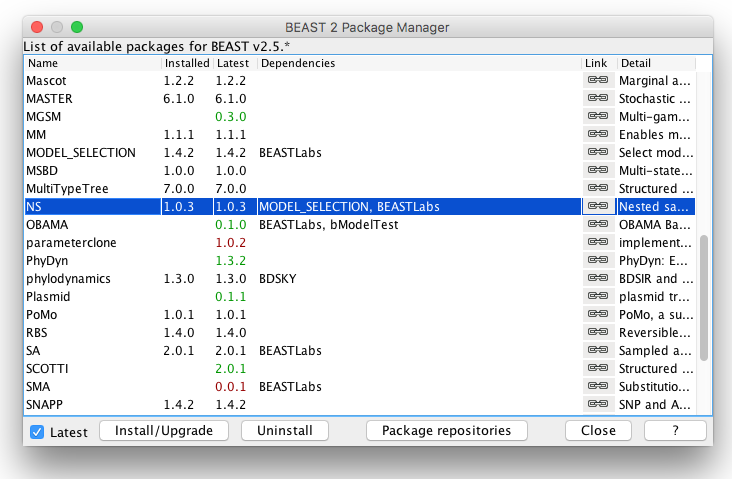 BEAST 2 Package Manager
List of available packages for BEAST v2.5.*
Name Installed Latest Dependencies Link Detail
Mascot 1.2.2 1.2.2 Marginal a...
MASTER 6.1.0 6.1.0 Stochastic ...
MGSM 0.3.0 Multi-gam...
MM 1.1.1 1.1.1 Enables m...
MODEL_SELECTION 1.4.2 1.4.2 BEASTLabs Select mod...
MSBD 1.0.0 1.0.0 Multi-state...
MultiTypeTree 7.0.0 7.0.0 Structured ...
NS 1.0.3 1.0.3 MODEL_SELECTION, BEASTLabs Nested sa...
OBAMA 0.1.0 BEASTLabs, bModelTest OBAMA Ba...
parameterclone 1.0.2 implement...
PhyDyn 1.3.2 PhyDyn: E...
phylodynamics 1.3.0 1.3.0 BDSKY BDSIR and ...
Plasmid 0.1.1 plasmid tr...
PoMo 1.0.1 1.0.1 PoMo, a su...
RBS 1.4.0 1.4.0 Reversible...
SA 2.0.1 2.0.1 BEASTLabs Sampled a...
SCOTTI 2.0.1 Structured ...
SMA 0.0.1 BEASTLabs Substitutio...
SNAPP 1.4.2 1.4.2 SNP and A...
Latest Install/Upgrade Uninstall Package repositories Close ?